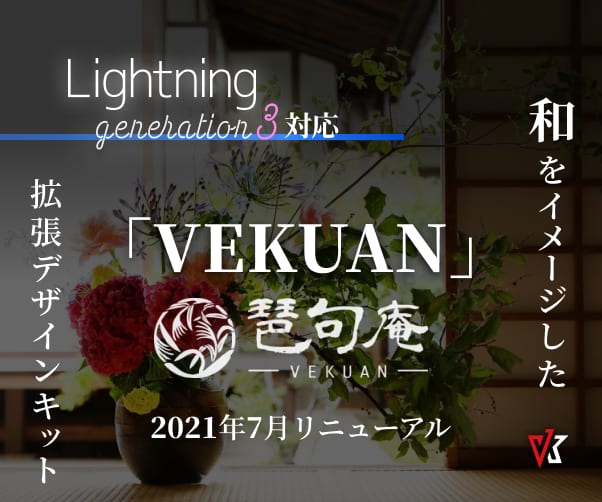 Lightning
generation 3 対応
和をイメージした
拡張デザインキット
「VEKUAN」
琵句庵
VEKUAN
2021年7月リニューアル